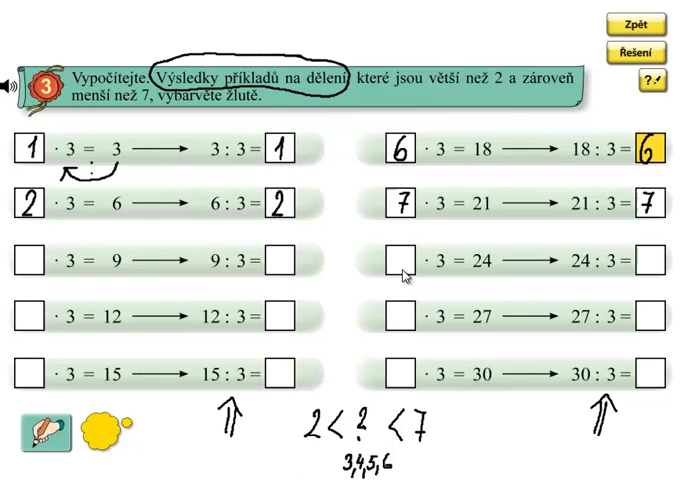 Zpět
Řešení
?✓
3 Vypočítejte. Výsledky příkladů na dělení, které jsou větší než 2 a zároveň
menší než 7, vybarvěte žlutě.
1 · 3 = 3 → 3 : 3 = 1
2 · 3 = 6 → 6 : 3 = 2
· 3 = 9 → 9 : 3 =
· 3 = 12 → 12 : 3 =
· 3 = 15 → 15 : 3 =
6 · 3 = 18 → 18 : 3 = 6
7 · 3 = 21 → 21 : 3 = 7
· 3 = 24 → 24 : 3 =
· 3 = 27 → 27 : 3 =
· 3 = 30 → 30 : 3 =
:
2 < ? < 7
3,4,5,6